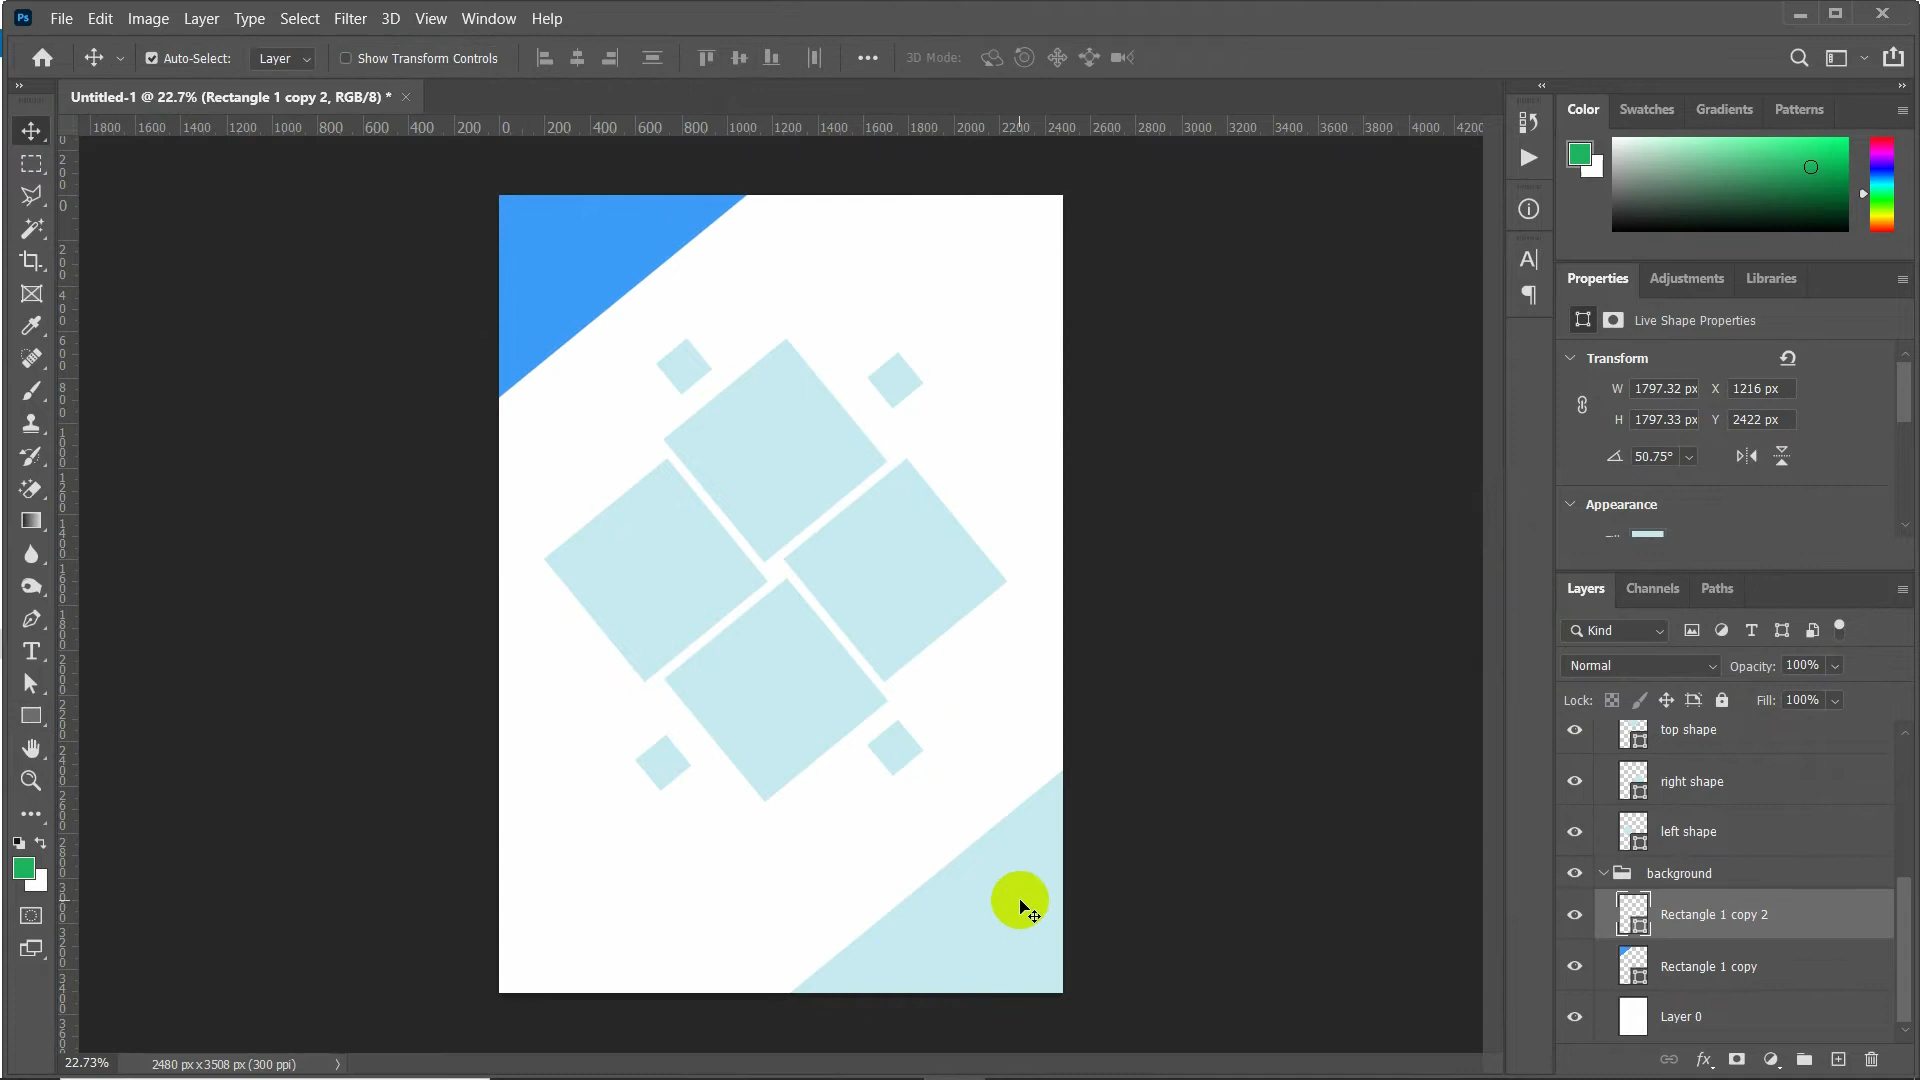 Ps File Edit Image Layer Type Select Filter 3D View Window Help
Auto-Select: Layer Show Transform Controls 3D Mode:
Untitled-1 @ 22.7% (Rectangle 1 copy 2, RGB/8) *
1800 1600 1400 1200 1000 800 600 400 200 0 200 400 600 800 1000 1200 1400 1600 1800 2000 2200 2400 2600 2800 3000 3200 3400 3600 3800 4000 4200
Color Swatches Gradients Patterns
Properties Adjustments Libraries
Live Shape Properties
Transform
W 1797.32 px X 1216 px
H 1797.33 px Y 2422 px
50.75°
Appearance
Layers Channels Paths
Kind
Normal Opacity: 100%
Lock: Fill: 100%
top shape
right shape
left shape
background
Rectangle 1 copy 2
Rectangle 1 copy
Layer 0
22.73% 2480 px x 3508 px (300 ppi)